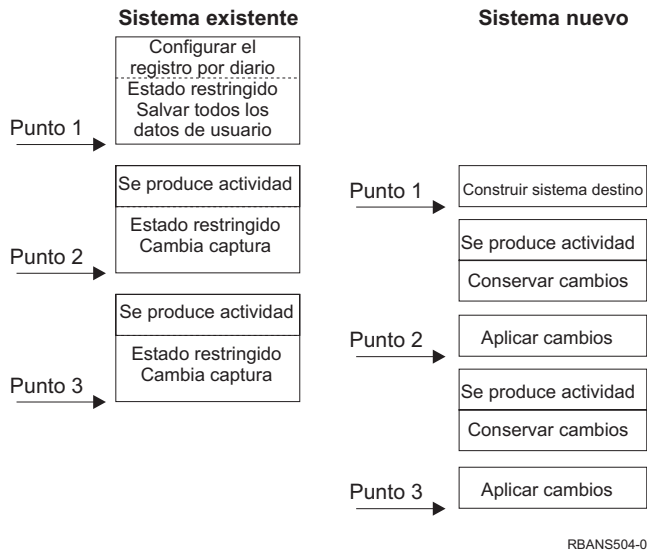 Sistema existente
Configurar el
registro por diario
Estado restringido
Salvar todos los
datos de usuario
Punto 1
Se produce actividad
Estado restringido
Cambia captura
Punto 2
Se produce actividad
Estado restringido
Cambia captura
Punto 3
Sistema nuevo
Punto 1
Construir sistema destino
Se produce actividad
Conservar cambios
Punto 2
Aplicar cambios
Se produce actividad
Conservar cambios
Punto 3
Aplicar cambios
RBANS504-0